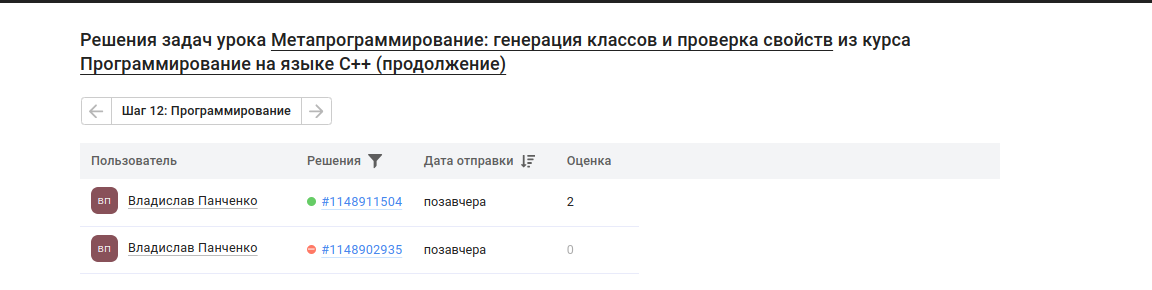 Решения задач урока Метапрограммирование: генерация классов и проверка свойств из курса
Программирование на языке C++ (продолжение)
Шаг 12: Программирование
Пользователь Решения Дата отправки Оценка
ВП Владислав Панченко #1148911504 позавчера 2
ВП Владислав Панченко #1148902935 позавчера 0